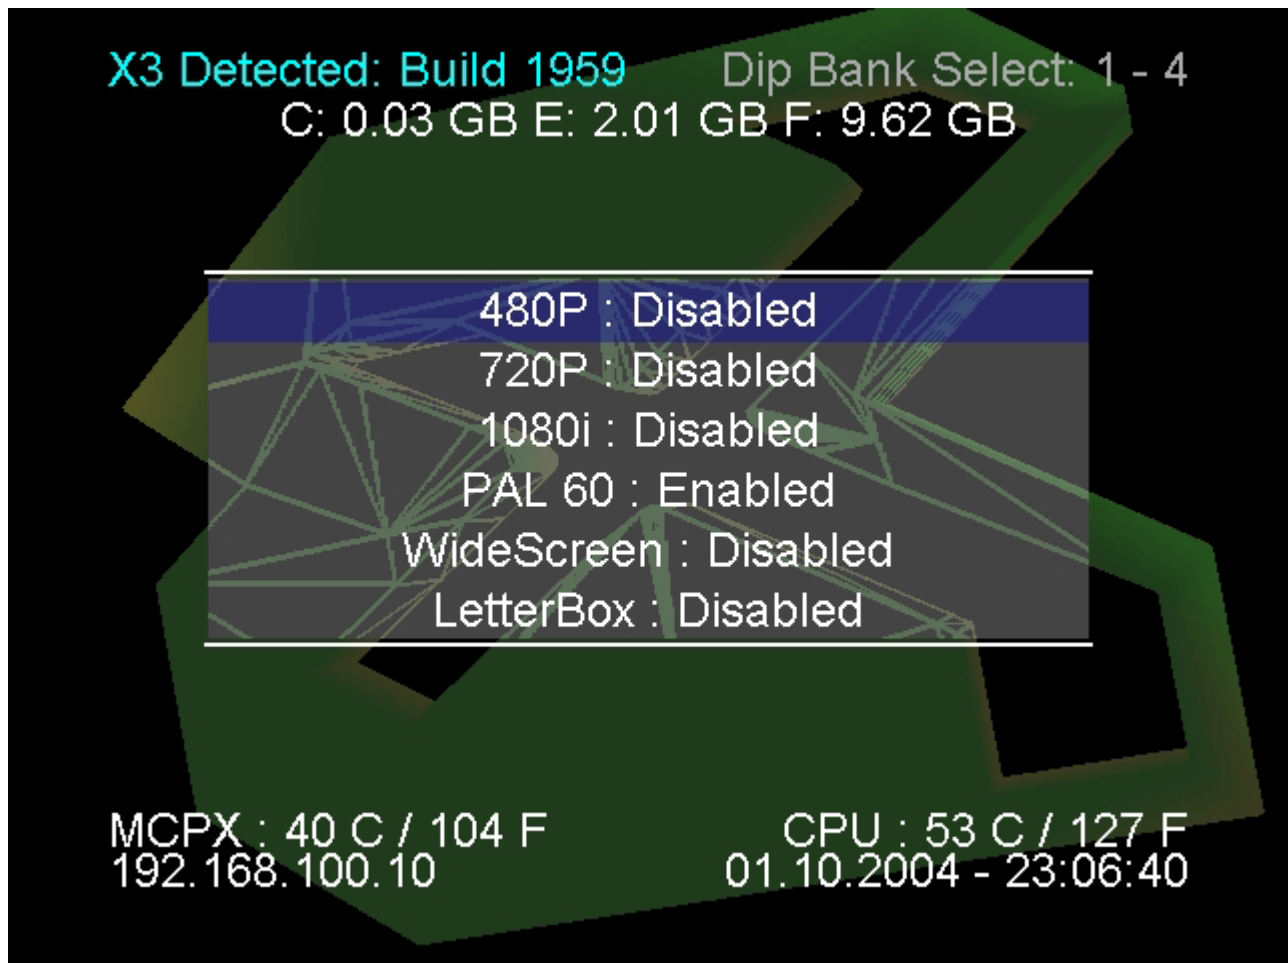 X3 Detected: Build 1959 Dip Bank Select: 1 - 4
C: 0.03 GB E: 2.01 GB F: 9.62 GB
480P : Disabled
720P : Disabled
1080i : Disabled
PAL 60 : Enabled
WideScreen : Disabled
LetterBox : Disabled
MCPX : 40 C / 104 F CPU : 53 C / 127 F
192.168.100.10 01.10.2004 - 23:06:40